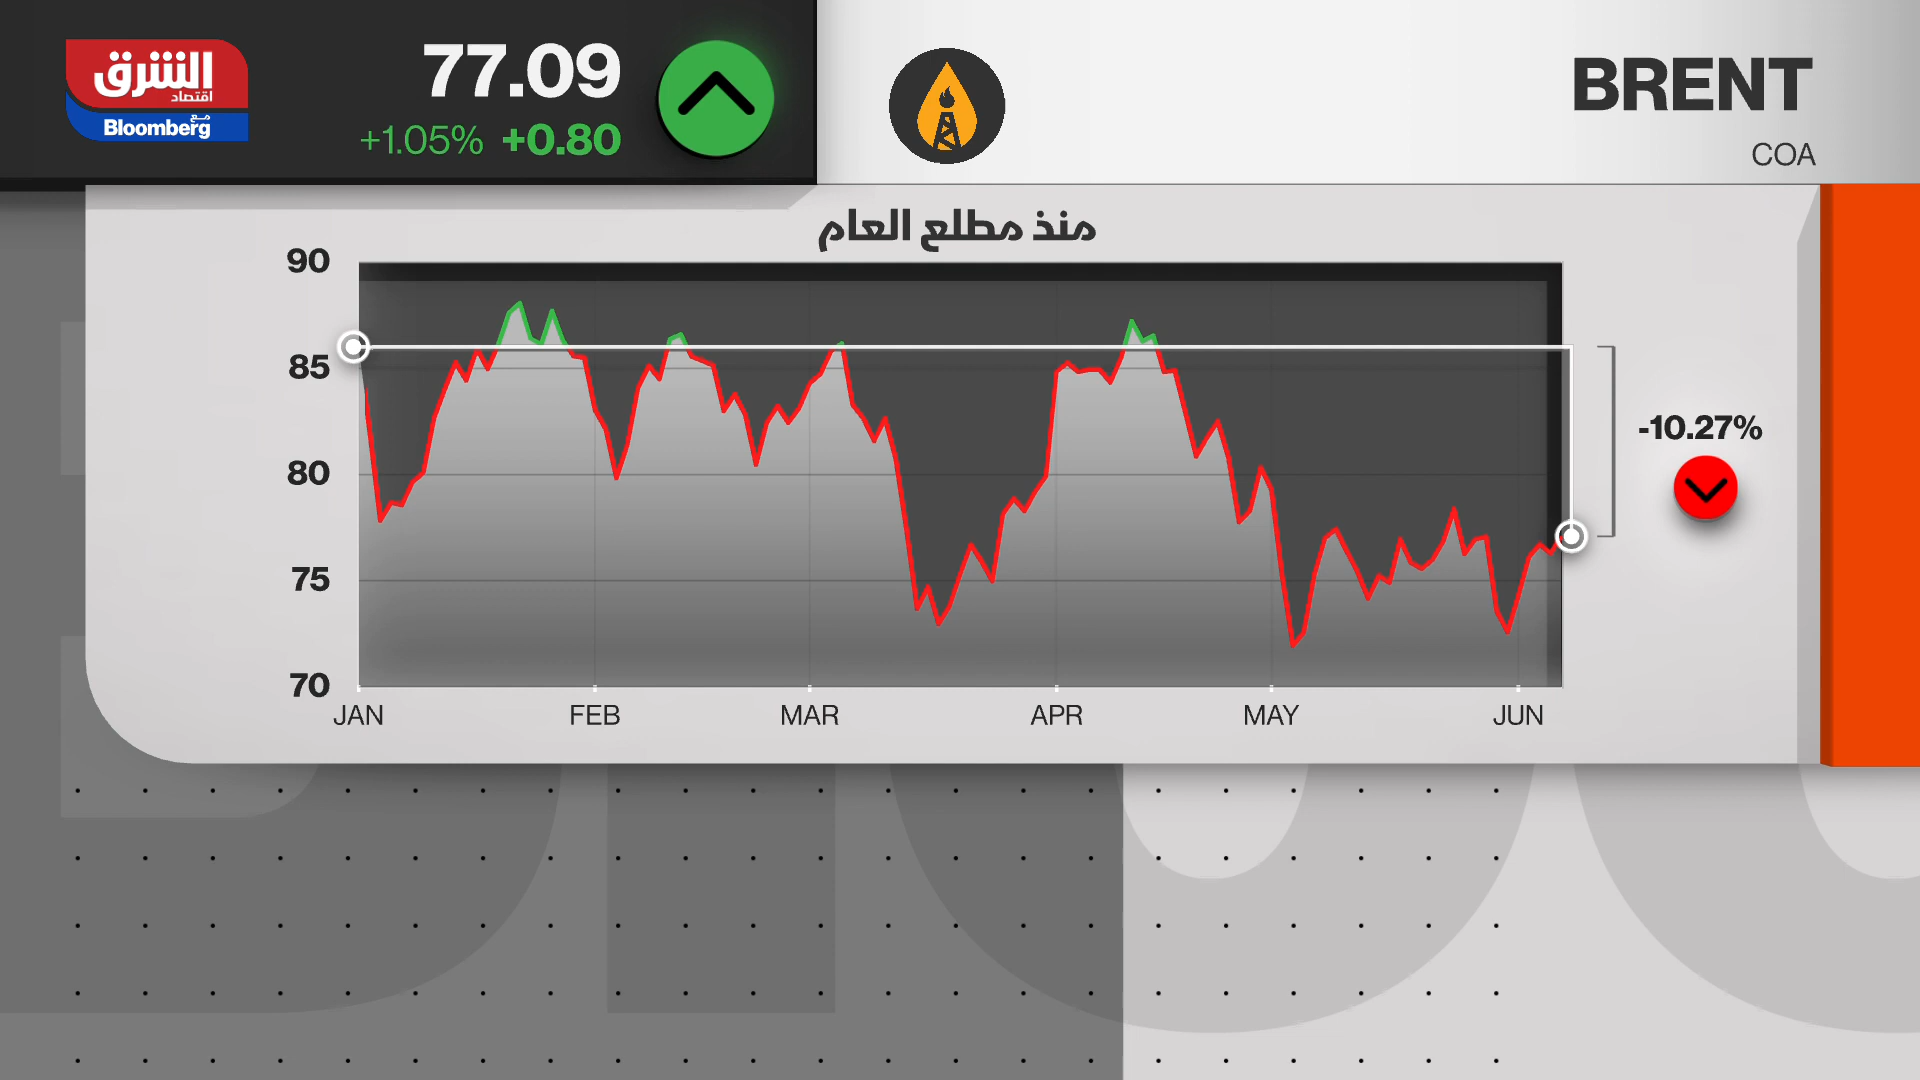 الشرق
اقتصاد
مع
Bloomberg
77.09
+1.05% +0.80
BRENT
COA
منذ مطلع العام
90
85
80
75
70
JAN FEB MAR APR MAY JUN
-10.27%